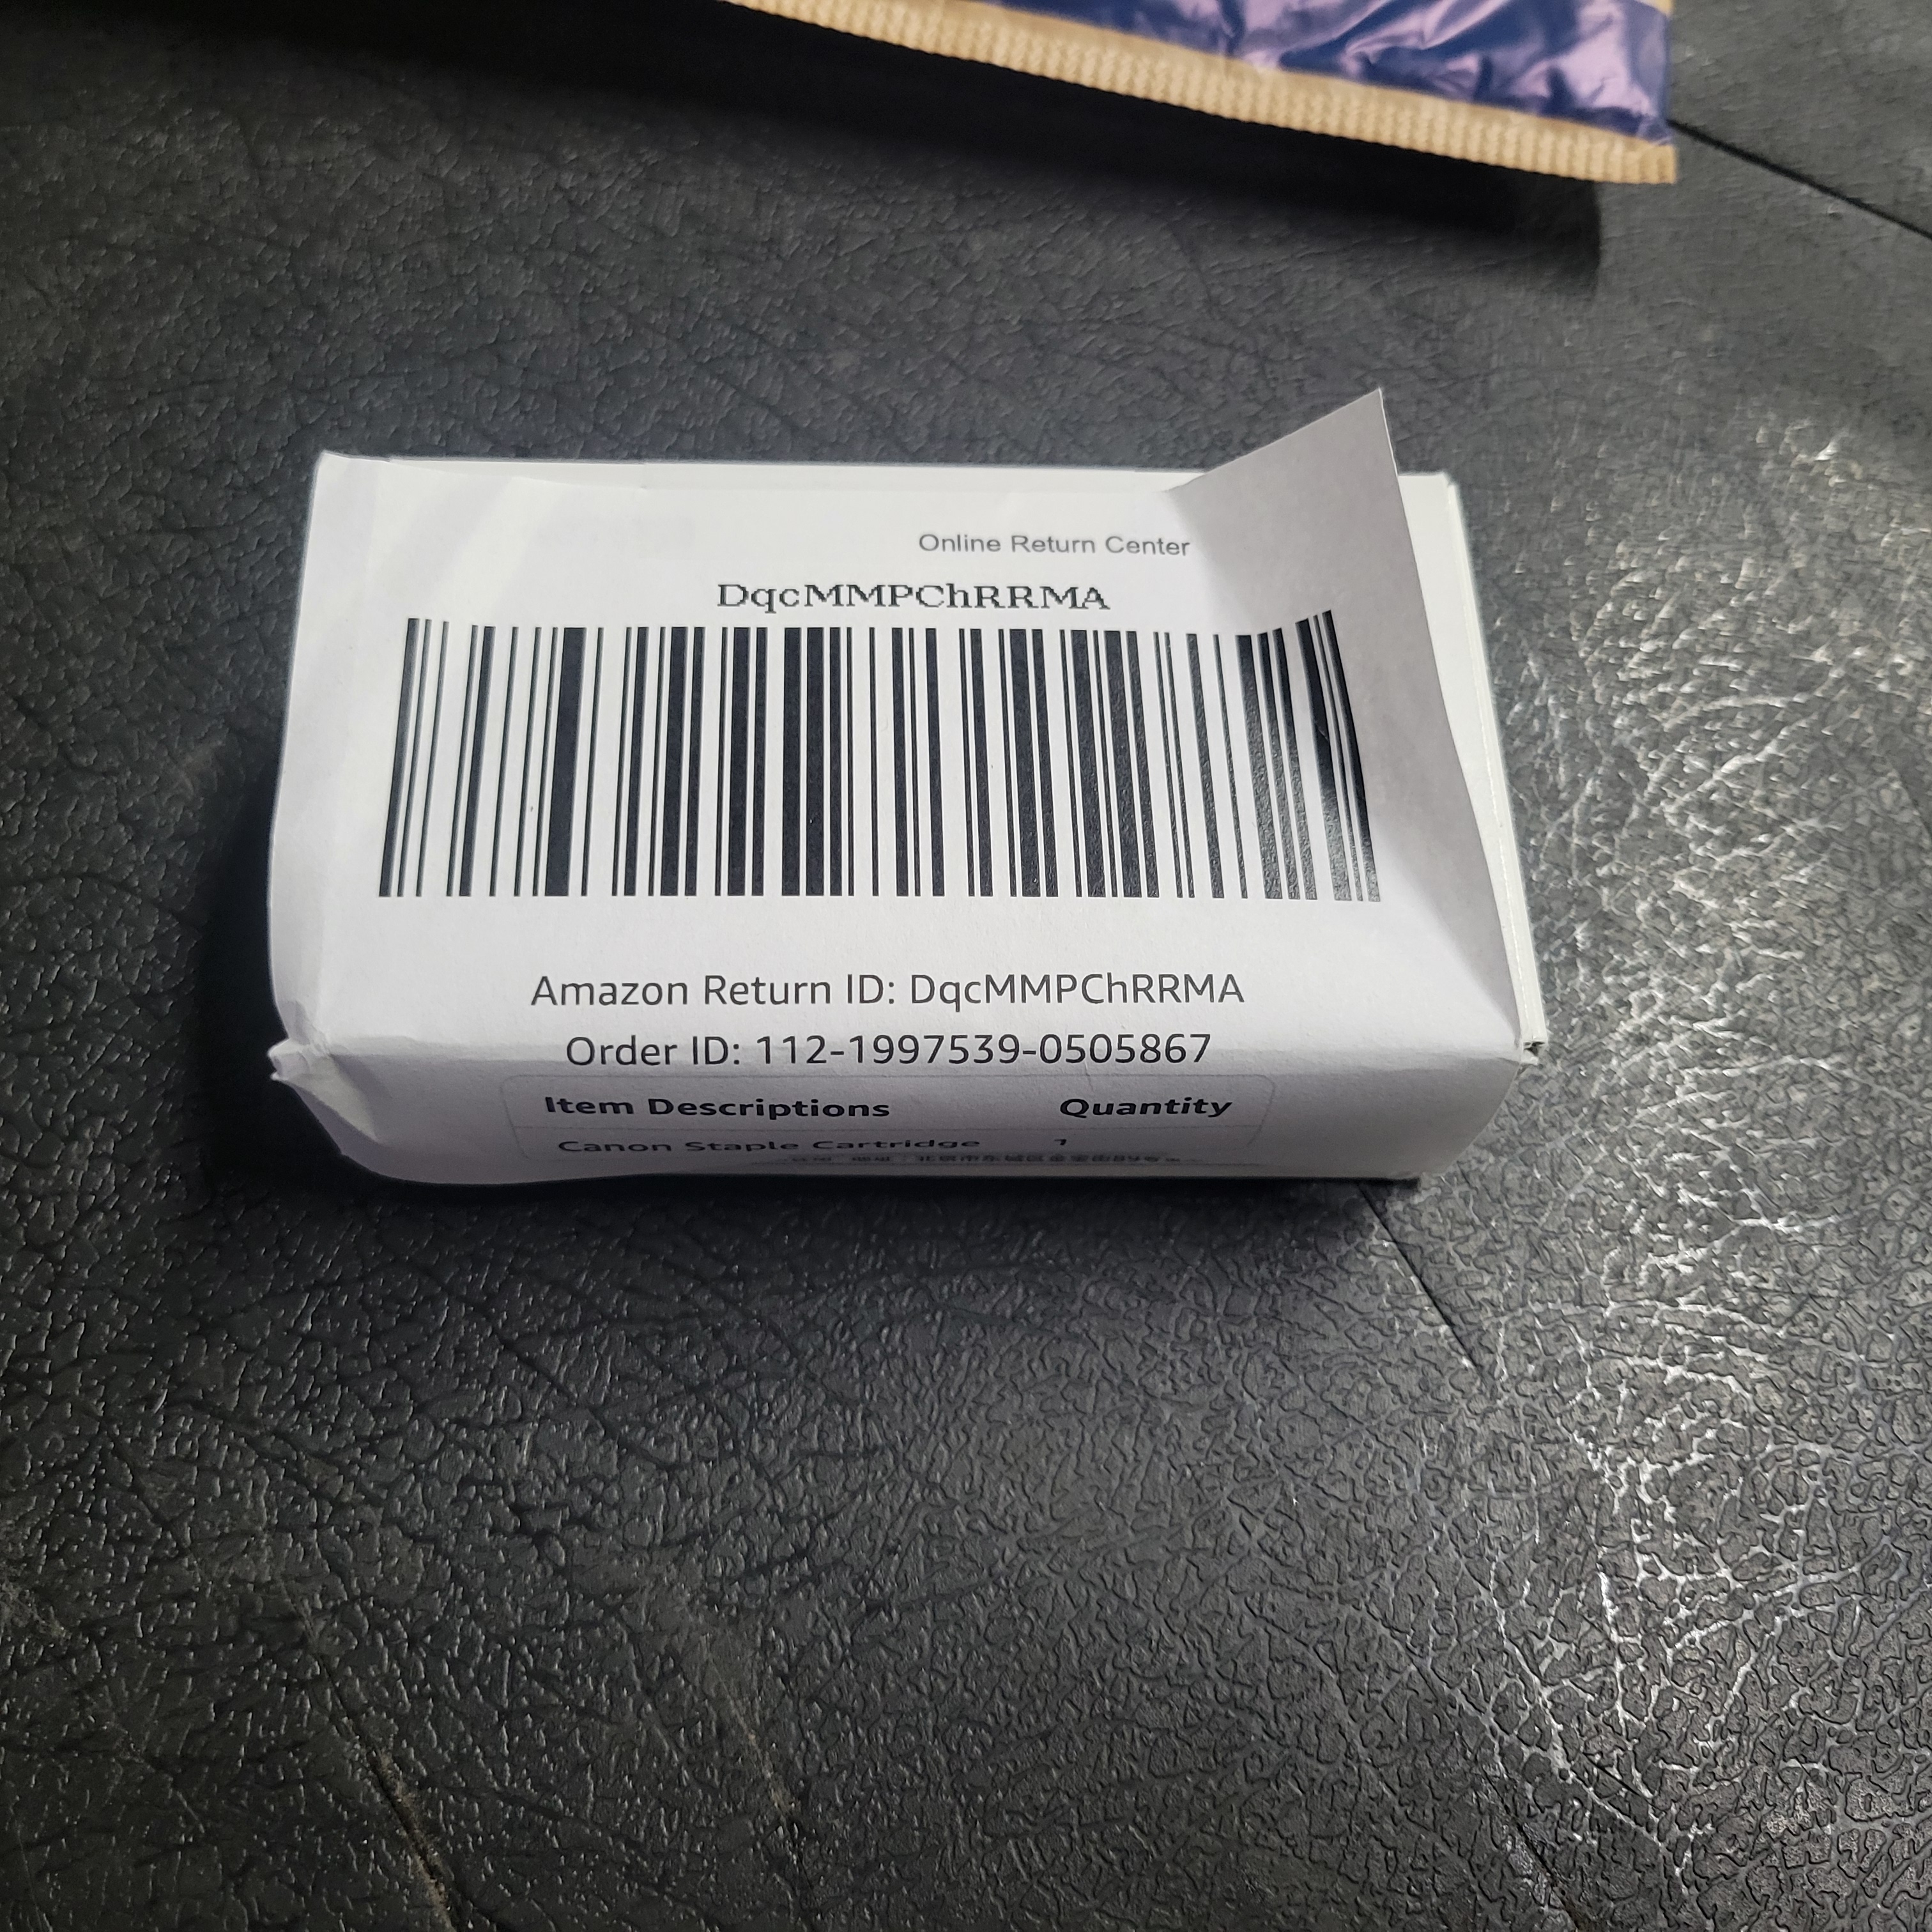 Online Return Center
DqcMMPChRRMA
Amazon Return ID: DqcMMPChRRMA
Order ID: 112-1997539-0505867
Item Descriptions Quantity
Canon Staple Cartridge 1